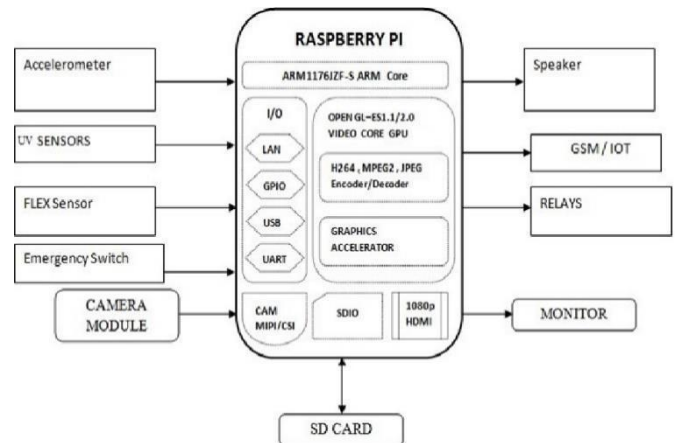 RASPBERRY PI
ARM1176JZF-S ARM Core
Accelerometer
UV SENSORS
FLEX Sensor
Emergency Switch
CAMERA
MODULE
I/O
LAN
GPIO
USB
UART
OPEN GL-ES1.1/2.0
VIDEO CORE GPU
H264, MPEG2, JPEG
Encoder/Decoder
GRAPHICS
ACCELERATOR
CAM
MIPI/CSI
SDIO
1080p
HDMI
Speaker
GSM / IOT
RELAYS
MONITOR
SD CARD